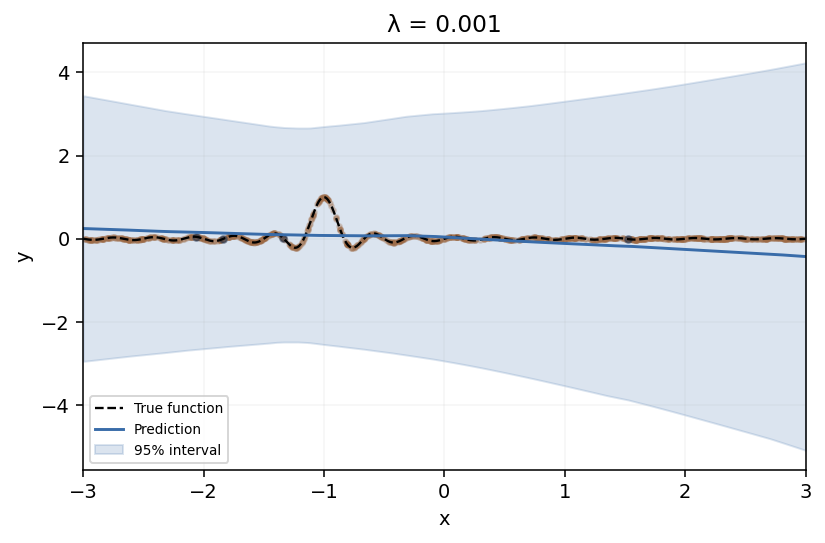 λ = 0.001
y
4
2
0
−2
−4
True function
Prediction
95% interval
−3
−2
−1
0
1
2
3
x